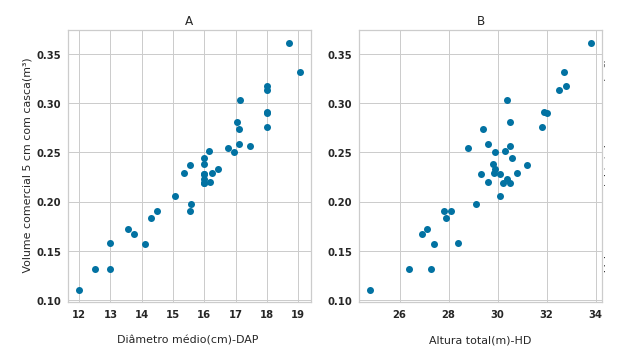 A
B
Volume comercial 5 cm com casca(m³)
0.35
0.30
0.25
0.20
0.15
0.10
0.35
0.30
0.25
0.20
0.15
0.10
12 13 14 15 16 17 18 19
26 28 30 32 34
Diâmetro médio(cm)-DAP
Altura total(m)-HD